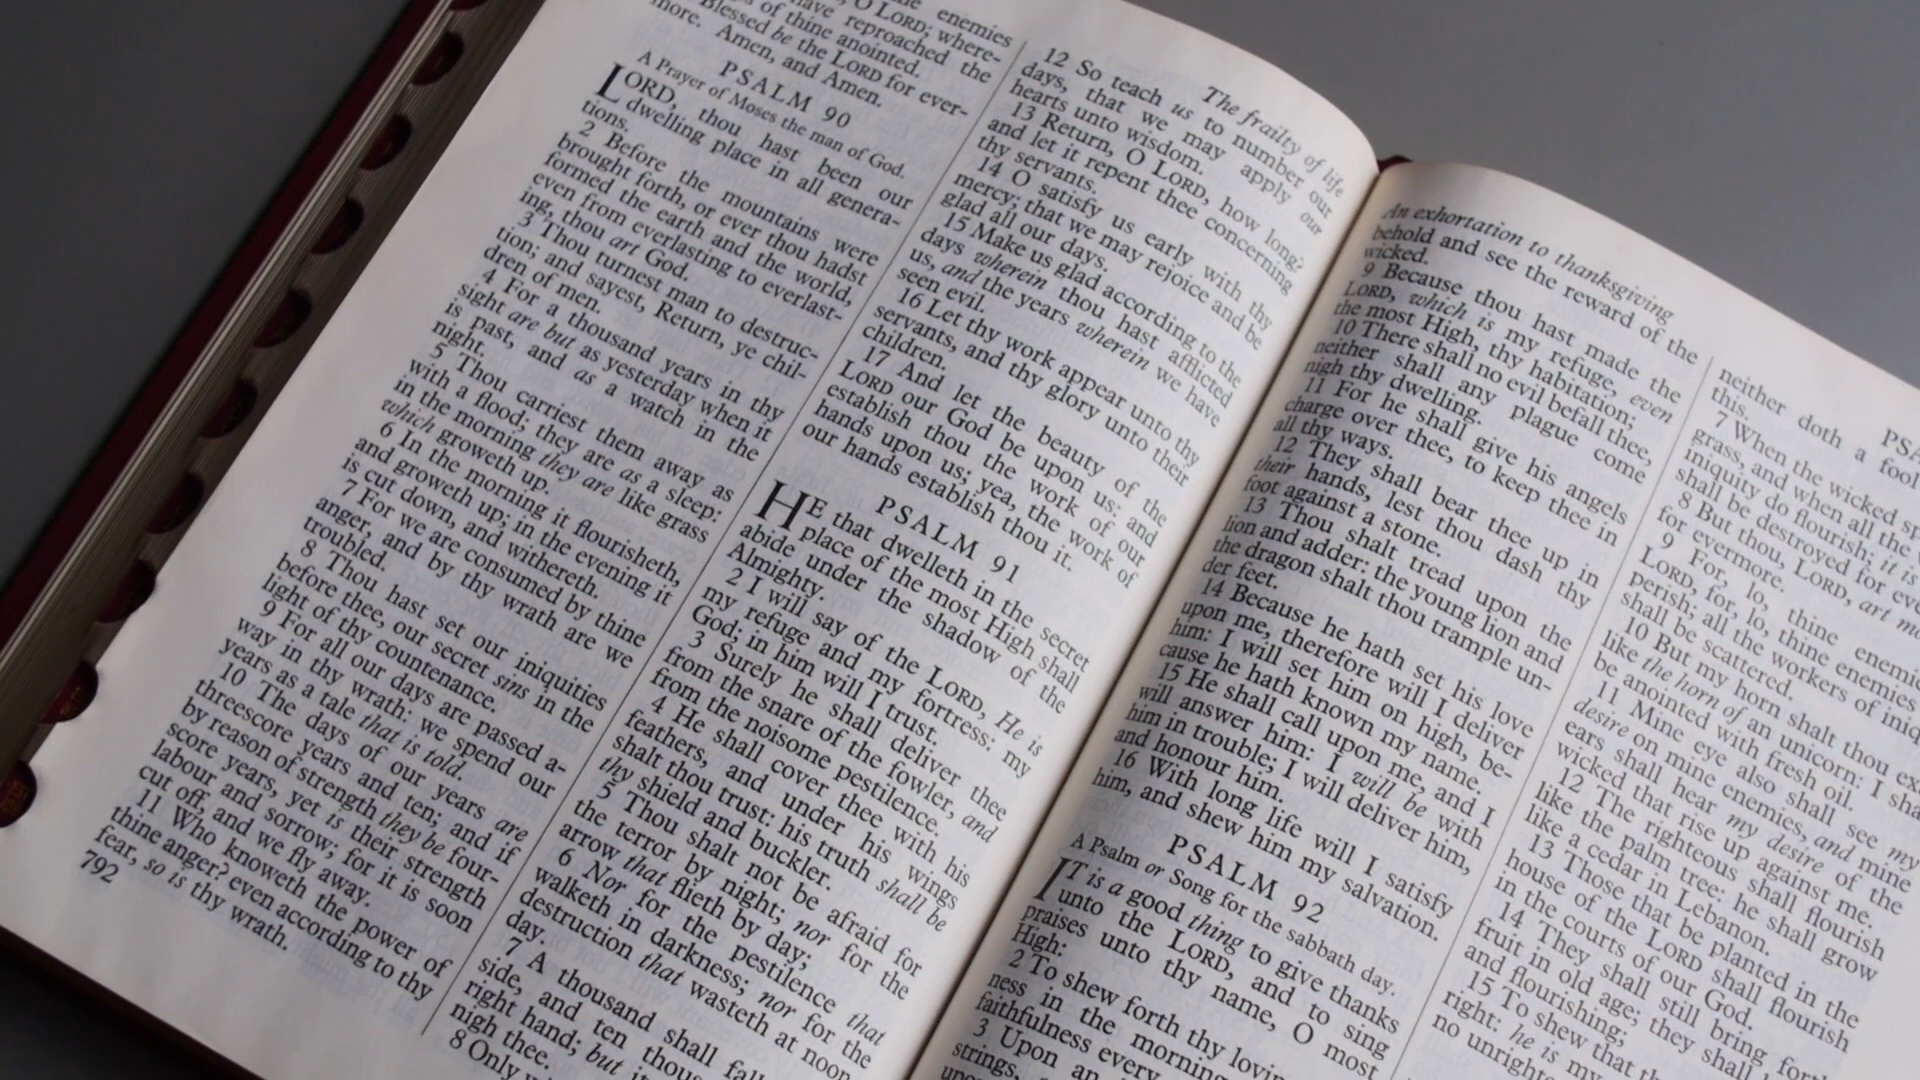 the enemies
have reproached, O LORD; where-
have reproached the
of thine anointed.
Blessed be the LORD for ever-
more. Amen, and Amen.
PSALM 90
A Prayer of Moses the man of God.
LORD, thou hast been our
dwelling place in all genera-
tions.
2 Before the mountains were
brought forth, or ever thou hadst
formed the earth and the world,
even from everlasting to everlast-
ing, thou art God.
3 Thou turnest man to destruc-
tion; and sayest, Return, ye chil-
dren of men.
4 For a thousand years in thy
sight are but as yesterday when it
is past, and as a watch in the
night.
5 Thou carriest them away as
with a flood; they are as a sleep:
in the morning they are like grass
which groweth up.
6 In the morning it flourisheth,
and groweth up; in the evening it
is cut down, and withereth.
7 For we are consumed by thine
anger, and by thy wrath are we
troubled.
8 Thou hast set our iniquities
before thee, our secret sins in the
light of thy countenance.
9 For all our days are passed a-
way in thy wrath: we spend our
years as a tale that is told.
10 The days of our years are
threescore years and ten; and if
by reason of strength they be four-
score years, yet is their strength
labour and sorrow; for it is soon
cut off, and we fly away.
11 Who knoweth the power of
thine anger? even according to thy
fear, so is thy wrath.
792
The frailty of life
12 So teach us to number our
days, that we may apply our
hearts unto wisdom.
13 Return, O LORD, how long?
and let it repent thee concerning
thy servants.
14 O satisfy us early with thy
mercy; that we may rejoice and be
glad all our days.
15 Make us glad according to the
days wherein thou hast afflicted
us, and the years wherein we have
seen evil.
16 Let thy work appear unto thy
servants, and thy glory unto their
children.
17 And let the beauty of the
LORD our God be upon us: and
establish thou the work of our
hands upon us; yea, the work of
our hands establish thou it.
PSALM 91
HE that dwelleth in the secret
place of the most High shall
abide under the shadow of the
Almighty.
2 I will say of the LORD, He is
my refuge and my fortress: my
God; in him will I trust.
3 Surely he shall deliver thee
from the snare of the fowler, and
from the noisome pestilence.
4 He shall cover thee with his
feathers, and under his wings
shalt thou trust: his truth shall be
thy shield and buckler.
5 Thou shalt not be afraid for
the terror by night; nor for the
arrow that flieth by day;
6 Nor for the pestilence that
walketh in darkness; nor for the
destruction that wasteth at noon
day.
7 A thousand shall fall
side, and ten thous
right hand; but it
nigh thee.
8 Only
An exhortation to thanksgiving
behold and see the reward of the
wicked.
9 Because thou hast made the
LORD, which is my refuge, even
the most High, thy habitation;
10 There shall no evil befall thee,
neither shall any plague come
nigh thy dwelling.
11 For he shall give his angels
charge over thee, to keep thee in
all thy ways.
12 They shall bear thee up in
their hands, lest thou dash thy
foot against a stone.
13 Thou shalt tread upon the
lion and adder: the young lion and
the dragon shalt thou trample un-
der feet.
14 Because he hath set his love
upon me, therefore will I deliver
him: I will set him on high, be-
cause he hath known my name.
15 He shall call upon me, and I
will answer him: I will be with
him in trouble; I will deliver him,
and honour him.
16 With long life will I satisfy
him, and shew him my salvation.
PSALM 92
A Psalm or Song for the sabbath day.
IT is a good thing to give thanks
unto the LORD, and to sing
praises unto thy name, O most
High:
2 To shew forth thy loving
ness in the morning
faithfulness every
3 Upon an
strings,
PSA
neither doth a fool
this.
7 When the wicked sp
grass, and when all the
iniquity do flourish; it is
shall be destroyed for eve
8 But thou, LORD, art mo
for evermore.
9 For, lo, thine enemie
LORD, for, lo, thine enemies
perish; all the workers of iniq
shall be scattered.
10 But my horn shalt thou ex
like the horn of an unicorn: I sha
be anointed with fresh oil.
11 Mine eye also shall see my
desire on mine enemies, and mine
ears shall hear my desire of the
wicked that rise up against me.
12 The righteous shall flourish
like the palm tree: he shall grow
like a cedar in Lebanon.
13 Those that be planted in the
house of the LORD shall flourish
in the courts of our God.
14 They shall still bring fort
fruit in old age; they shall
and flourishing;
15 To shew that the
right: he is my
no unright